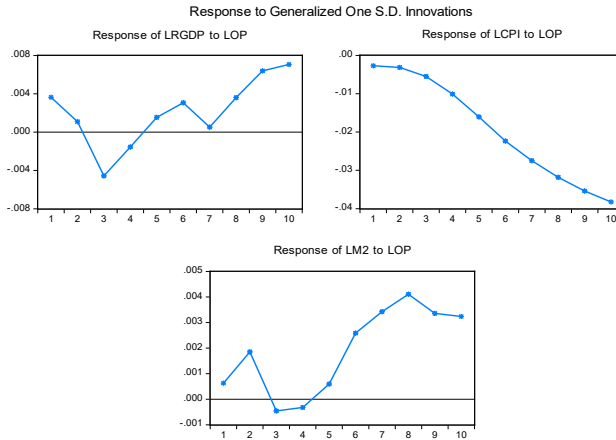 Response to Generalized One S.D. Innovations
Response of LRGDP to LOP
.008
.004
.000
-.004
-.008
1 2 3 4 5 6 7 8 9 10
Response of LCPI to LOP
.00
-.01
-.02
-.03
-.04
1 2 3 4 5 6 7 8 9 10
Response of LM2 to LOP
.005
.004
.003
.002
.001
.000
-.001
1 2 3 4 5 6 7 8 9 10